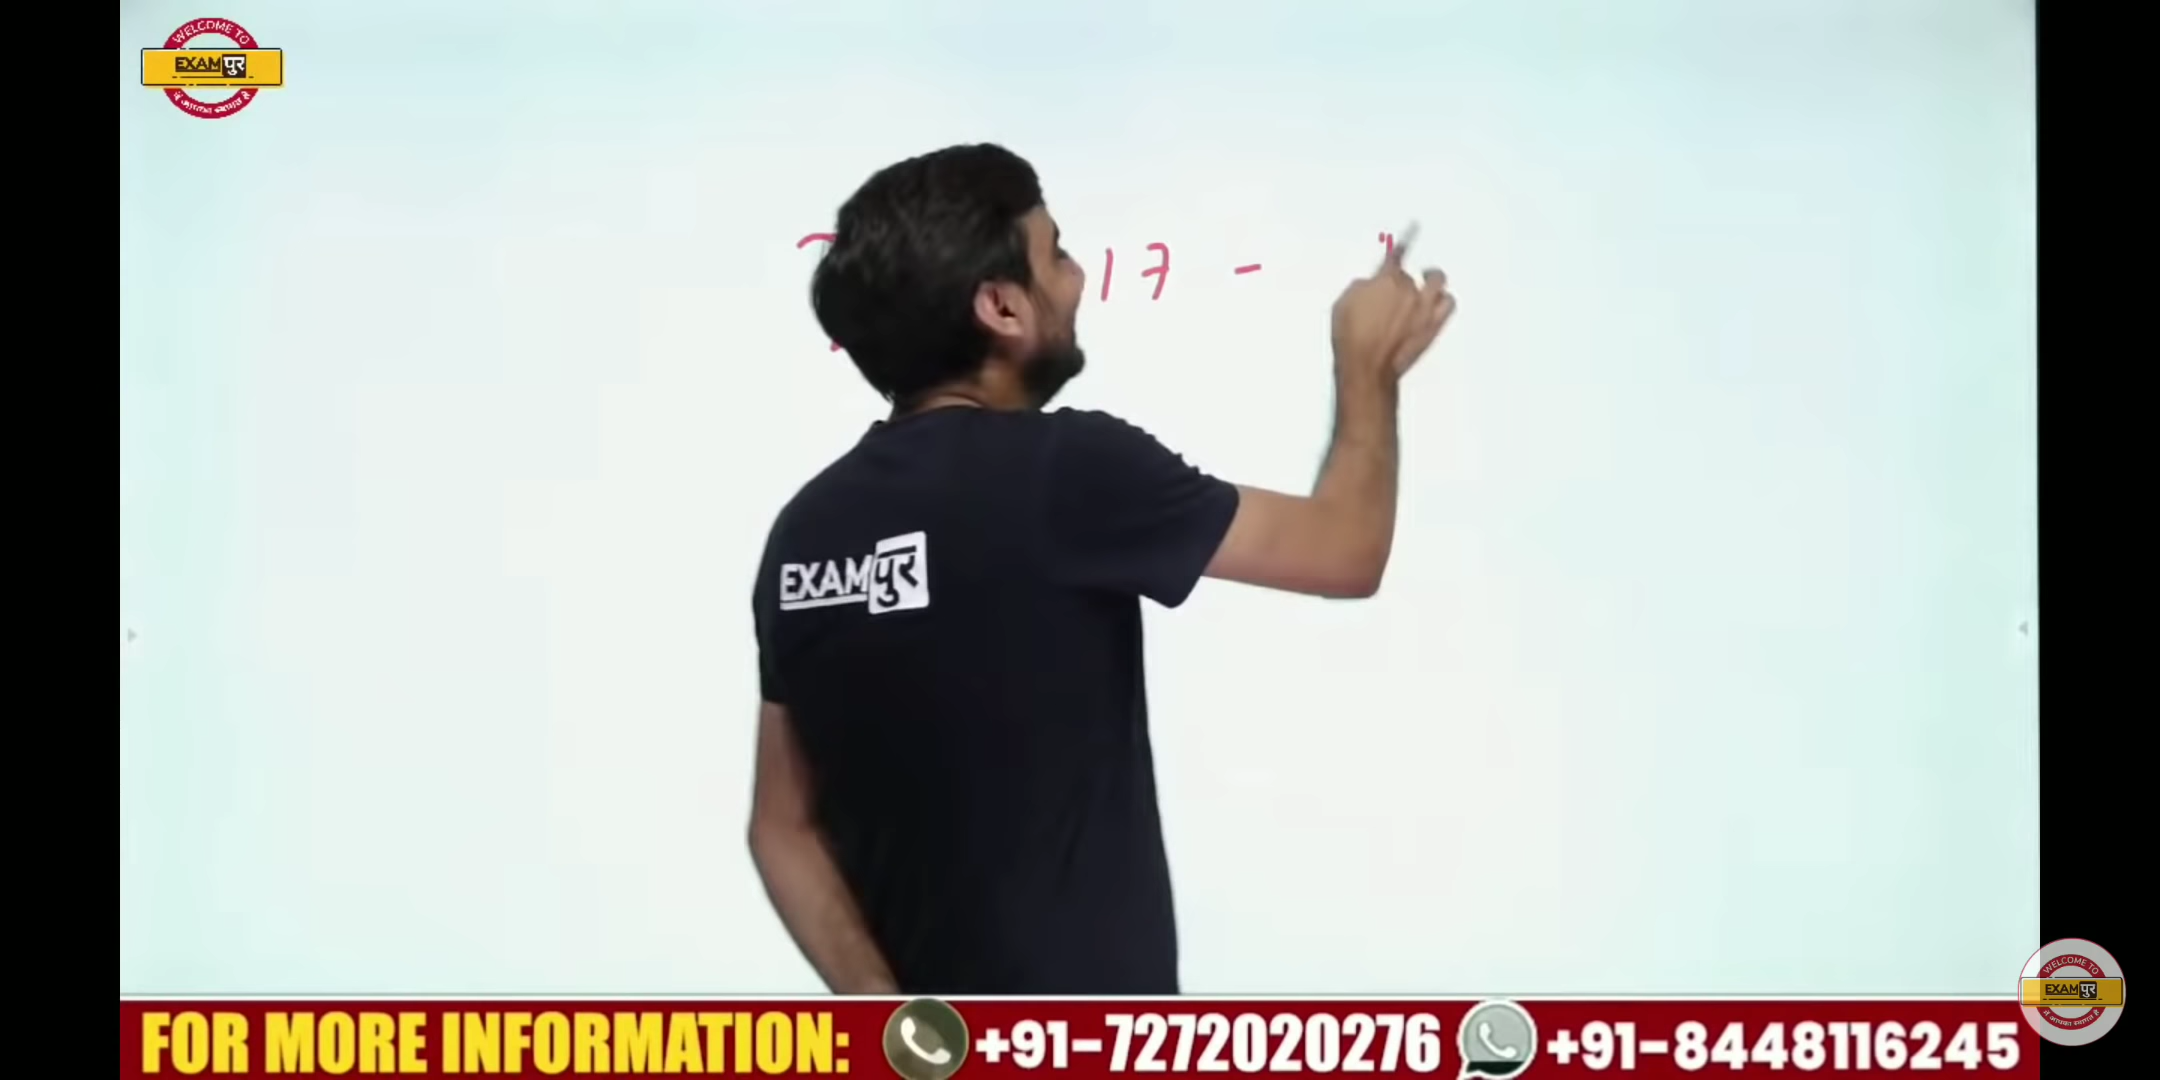 WELCOME TO
EXAMपुर
17 -
EXAMपुर
WELCOME TO
EXAMपुर
FOR MORE INFORMATION: +91-7272020276 +91-8448116245